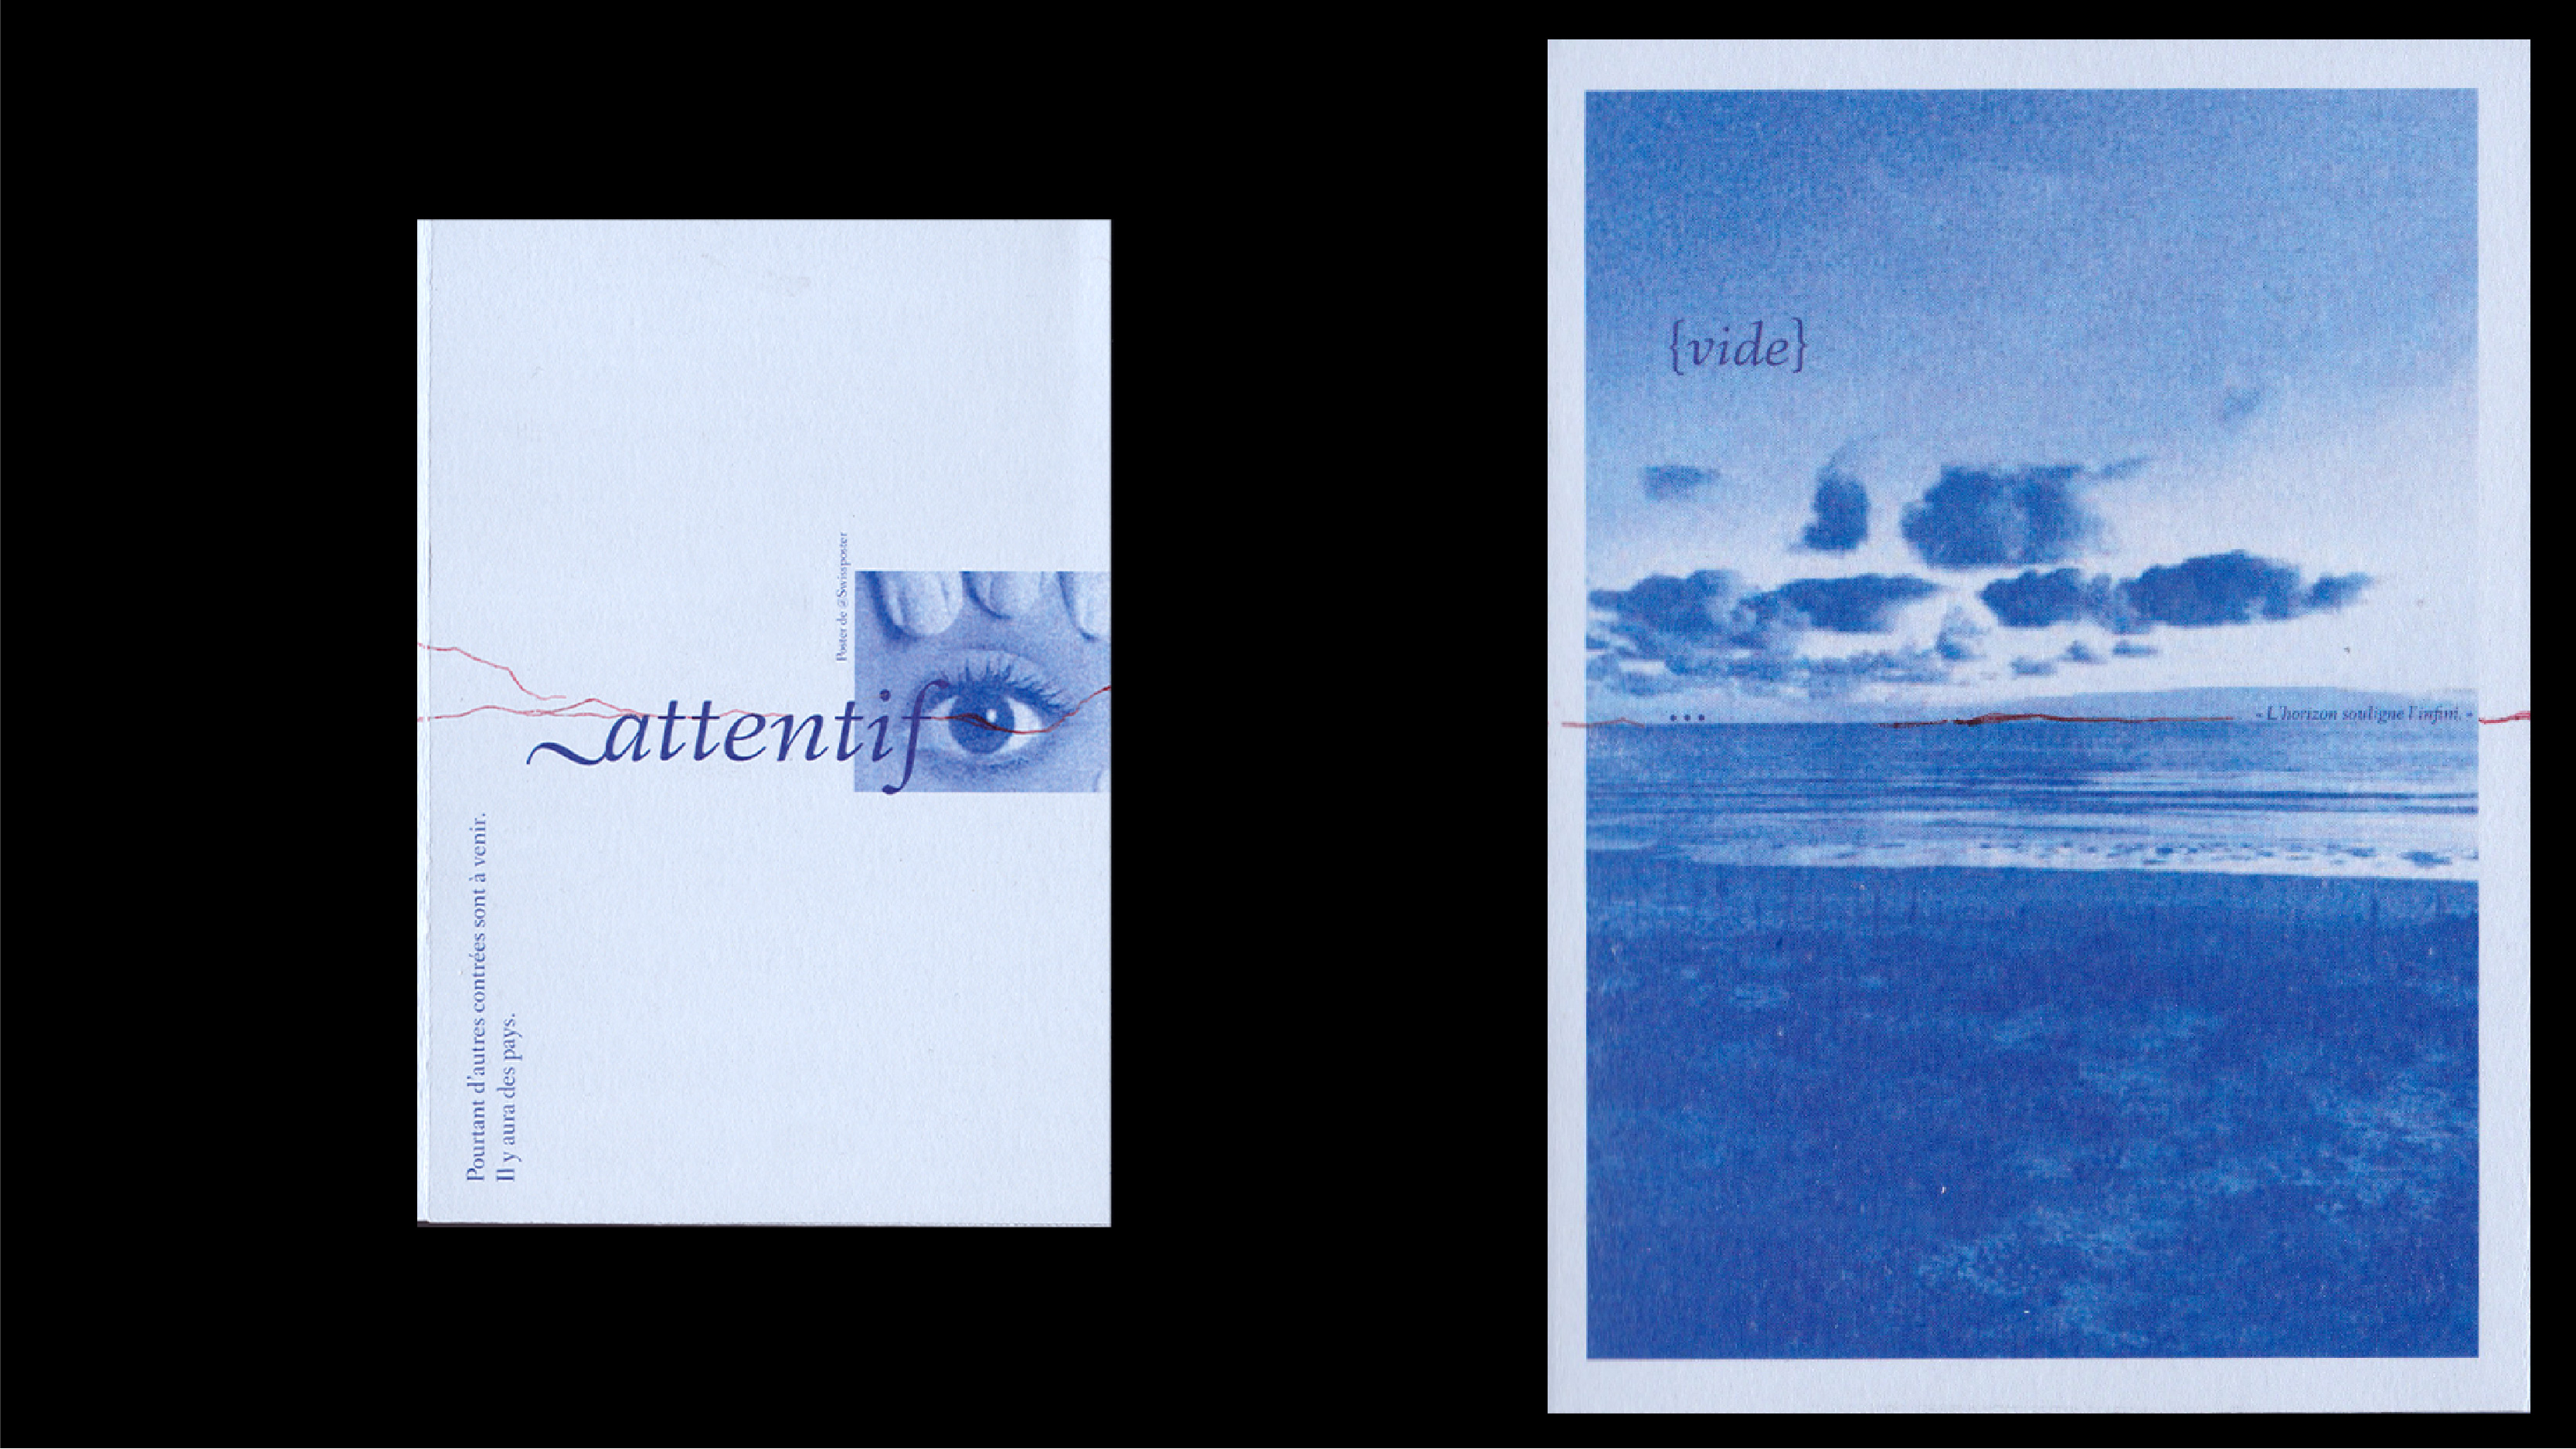 Poster de @Swissposter
attentif
Pourtant d'autres contrées sont à venir.
Il y aura des pays.
{vide}
...
« L'horizon souligne l'infini. »